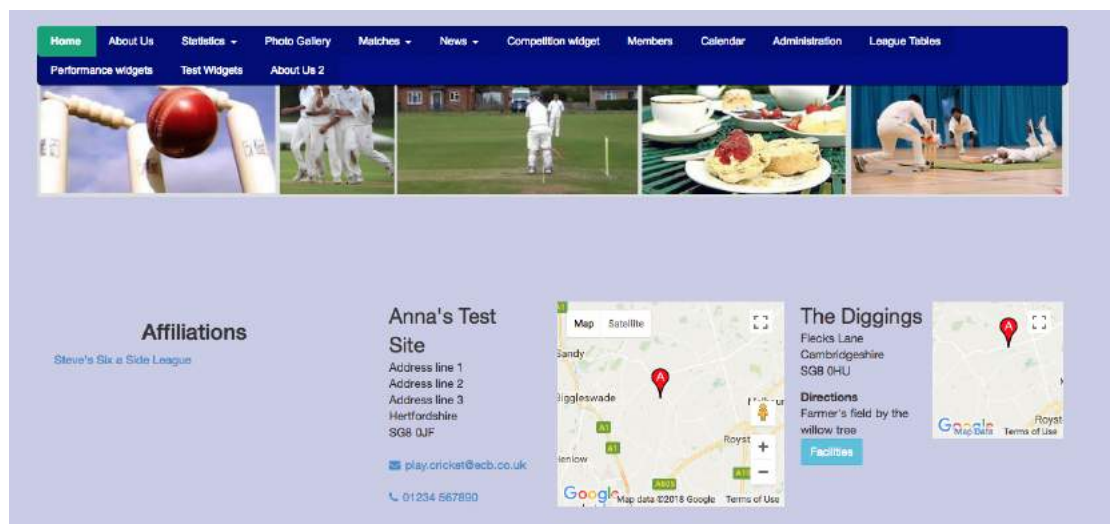 Home About Us Statistics Photo Gallery Matches News Competition widget Members Calendar Administration League Tables
Performance widgets Test Widgets About Us 2
Affiliations
Steve's Six a Side League
Anna's Test
Site
Address line 1
Address line 2
Address line 3
Hertfordshire
SG8 0JF
play.cricket@ecb.co.uk
01234 567890
Map Satellite
Sandy
Biggleswade
A1
A1
Royst
Henlow
A10
A505
Google
Map data ©2018 Google Terms of Use
The Diggings
Flecks Lane
Cambridgeshire
SG8 0HU
Directions
Farmer's field by the
willow tree
Facilities
A
A
Royst
Google
Map Data Terms of Use